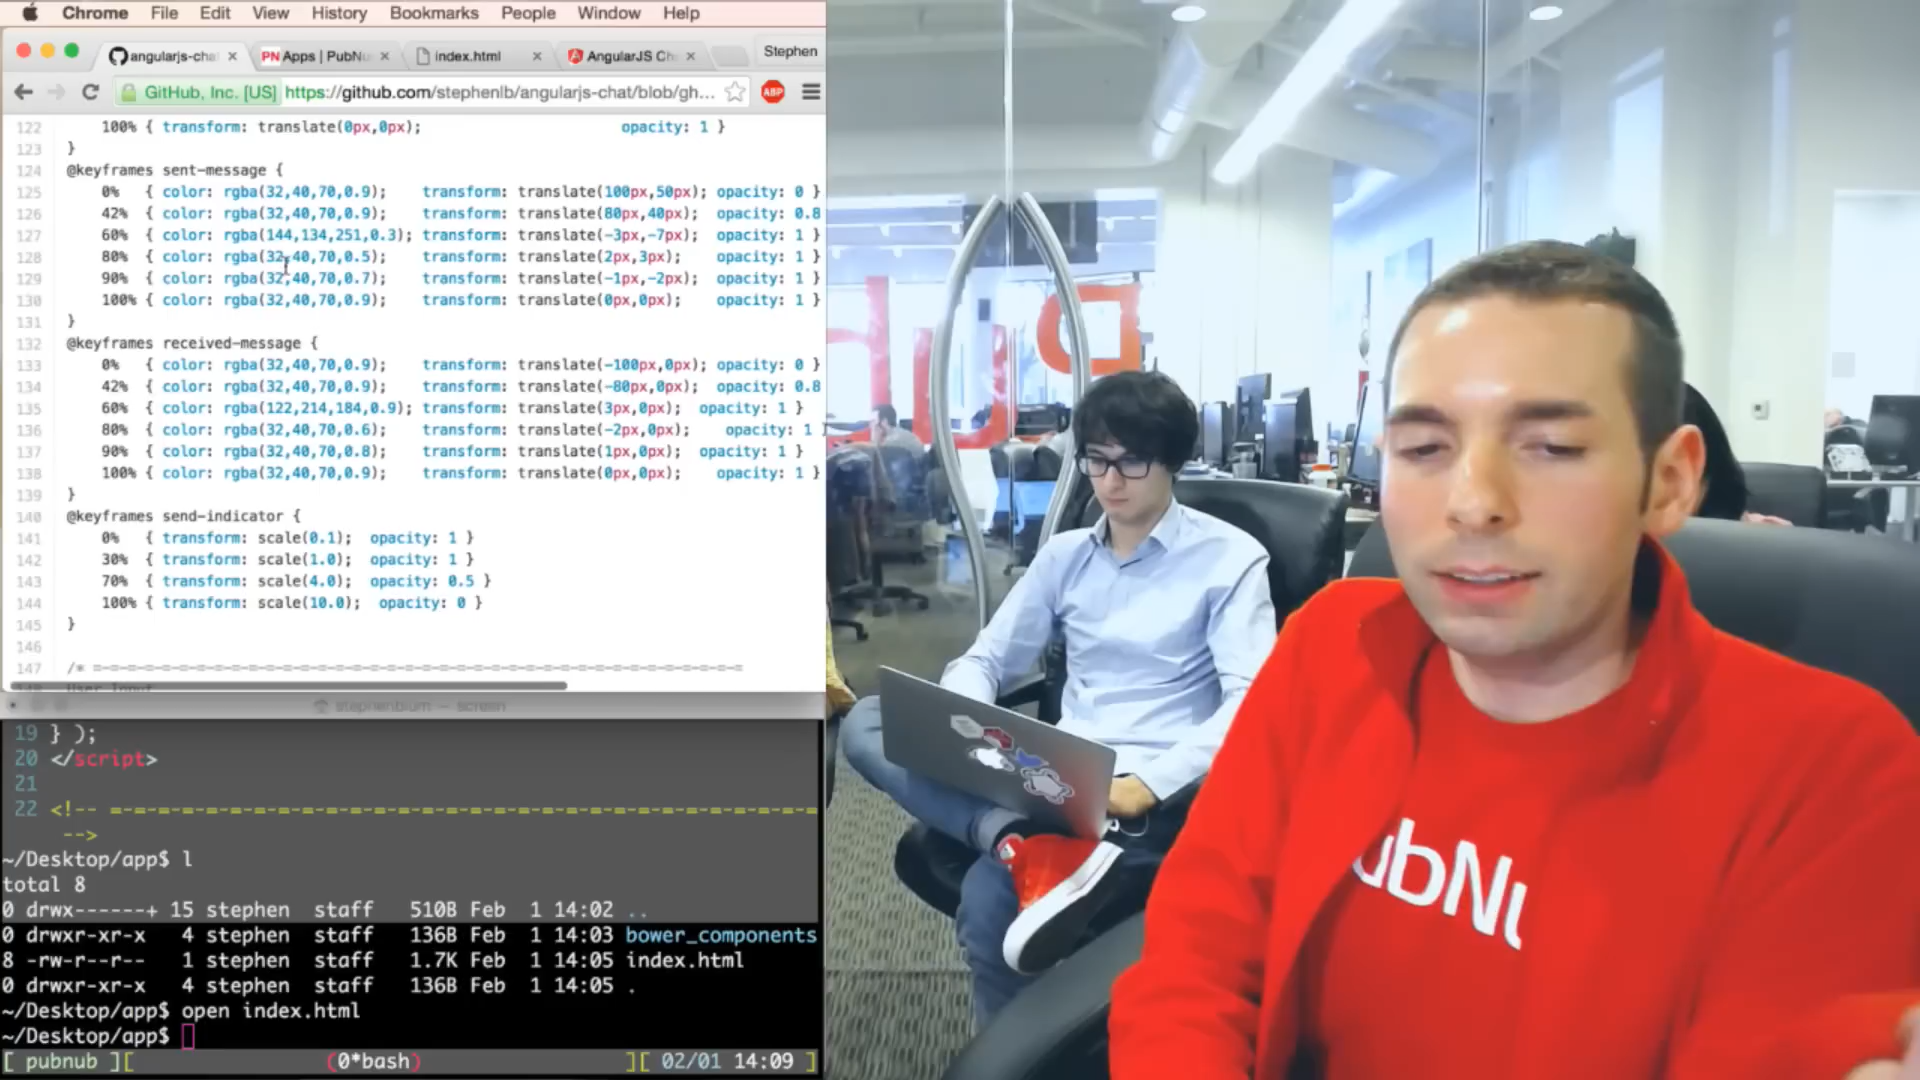 Chrome File Edit View History Bookmarks People Window Help
angularjs-cha × PN Apps | PubNu × index.html × AngularJS Ch × Stephen
GitHub, Inc. [US] https://github.com/stephenlb/angularjs-chat/blob/gh... ABP
122 100% { transform: translate(0px,0px); opacity: 1 }
123 }
124 @keyframes sent-message {
125 0% { color: rgba(32,40,70,0.9); transform: translate(100px,50px); opacity: 0 }
126 42% { color: rgba(32,40,70,0.9); transform: translate(80px,40px); opacity: 0.8
127 60% { color: rgba(144,134,251,0.3); transform: translate(-3px,-7px); opacity: 1 }
128 80% { color: rgba(32,40,70,0.5); transform: translate(2px,3px); opacity: 1 }
129 90% { color: rgba(32,40,70,0.7); transform: translate(-1px,-2px); opacity: 1 }
130 100% { color: rgba(32,40,70,0.9); transform: translate(0px,0px); opacity: 1 }
131 }
132 @keyframes received-message {
133 0% { color: rgba(32,40,70,0.9); transform: translate(-100px,0px); opacity: 0 }
134 42% { color: rgba(32,40,70,0.9); transform: translate(-80px,0px); opacity: 0.8
135 60% { color: rgba(122,214,184,0.9); transform: translate(3px,0px); opacity: 1 }
136 80% { color: rgba(32,40,70,0.6); transform: translate(-2px,0px); opacity: 1 }
137 90% { color: rgba(32,40,70,0.8); transform: translate(1px,0px); opacity: 1 }
138 100% { color: rgba(32,40,70,0.9); transform: translate(0px,0px); opacity: 1 }
139 }
140 @keyframes send-indicator {
141 0% { transform: scale(0.1); opacity: 1 }
142 30% { transform: scale(1.0); opacity: 1 }
143 70% { transform: scale(4.0); opacity: 0.5 }
144 100% { transform: scale(10.0); opacity: 0 }
145 }
146
147 /* =-=-=-=-=-=-=-=-=-=-=-=-=-=-=-=-=-=-=-=-=-=-=-=-=-=-=-=-=-=-=-=-=-=-=-=
148 User Input
stephenblum — screen
19 } );
20 </script>
21
22 <!-- =-=-=-=-=-=-=-=-=-=-=-=-=-=-=-=-=-=-=-=-=-=-=-=-=-=-=-=-=-=
-->
~/Desktop/app$ l
total 8
0 drwx------+ 15 stephen staff 510B Feb 1 14:02 ..
0 drwxr-xr-x 4 stephen staff 136B Feb 1 14:03 bower_components
8 -rw-r--r-- 1 stephen staff 1.7K Feb 1 14:05 index.html
0 drwxr-xr-x 4 stephen staff 136B Feb 1 14:05 .
~/Desktop/app$ open index.html
~/Desktop/app$
[ pubnub ][ (0*bash) ][ 02/01 14:09 ]
ubNu